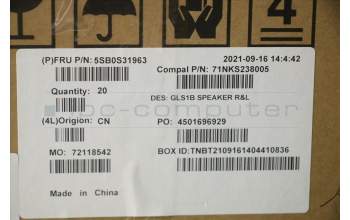 4
(P)FRU P/N: 5SB0S31963 2021-09-16 14:4:42
Compal P/N: 71NKS238005
Quantity: 20
DES: GLS1B SPEAKER R&L
(4L)Origion: CN PO: 4501696929
MO: 72118542 BOX ID:TNBT2109161404410836
Made in China